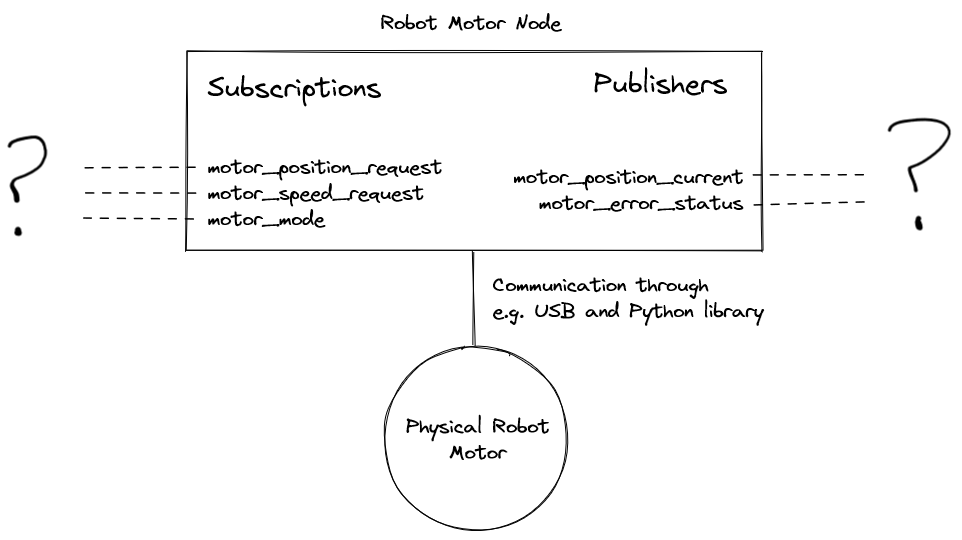 Robot Motor Node
Subscriptions
Publishers
?
motor_position_request
motor_speed_request
motor_mode
motor_position_current
motor_error_status
?
Communication through
e.g. USB and Python library
Physical Robot
Motor